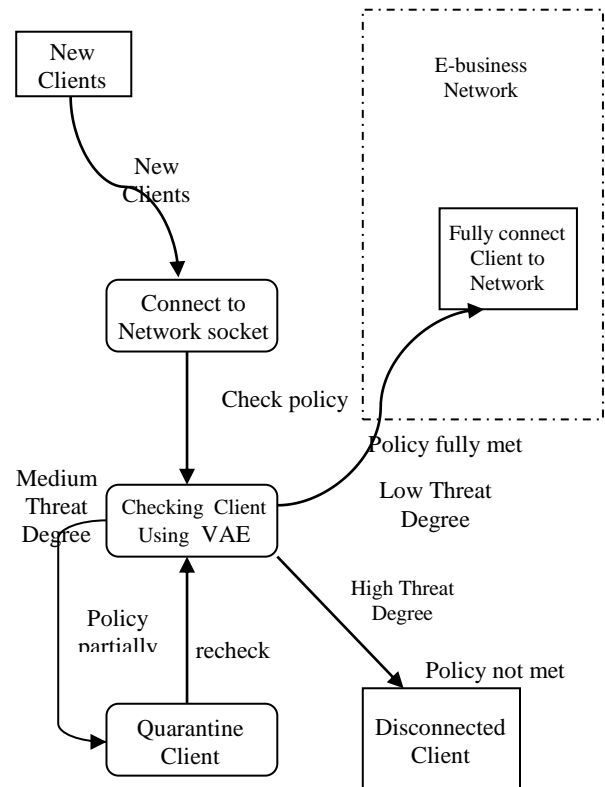 New
Clients
E-business
Network
New
Clients
Fully connect
Client to
Network
Connect to
Network socket
Check policy
Policy fully met
Medium
Threat
Degree
Checking Client
Using VAE
Low Threat
Degree
High Threat
Degree
Policy
partially
recheck
Policy not met
Quarantine
Client
Disconnected
Client